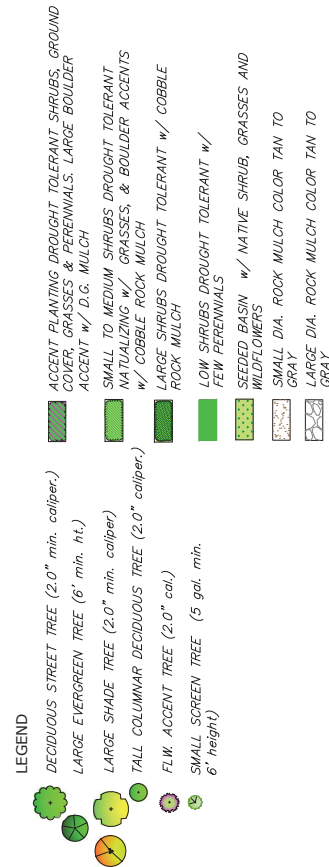 LEGEND
DECIDUOUS STREET TREE (2.0" min. caliper.)
LARGE EVERGREEN TREE (6' min. ht.)
LARGE SHADE TREE (2.0" min. caliper)
TALL COLUMNAR DECIDUOUS TREE (2.0" caliper.)
FLW. ACCENT TREE (2.0" cal.)
SMALL SCREEN TREE (5 gal. min.
6' height)
ACCENT PLANTING DROUGHT TOLERANT SHRUBS, GROUND
COVER, GRASSES & PERENNIALS. LARGE BOULDER
ACCENT w/ D.G. MULCH
SMALL TO MEDIUM SHRUBS DROUGHT TOLERANT
NATUALIZING w/ GRASSES, & BOULDER ACCENTS
w/ COBBLE ROCK MULCH
LARGE SHRUBS DROUGHT TOLERANT w/ COBBLE
ROCK MULCH
LOW SHRUBS DROUGHT TOLERANT w/
FEW PERENNIALS
SEEDED BASIN w/ NATIVE SHRUB, GRASSES AND
WILDFLOWERS
SMALL DIA. ROCK MULCH COLOR TAN TO
GRAY
LARGE DIA. ROCK MULCH COLOR TAN TO
GRAY